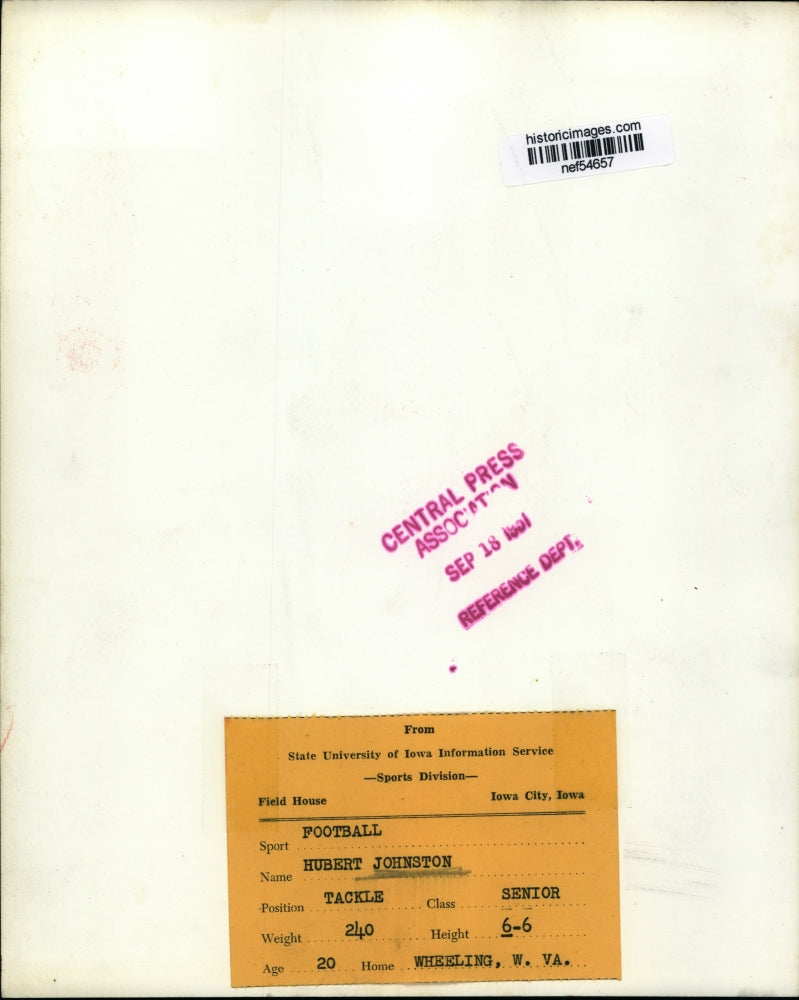 historicimages.com
nef54657
CENTRAL PRESS
ASSOCIATION
SEP 18
REFERENCE DEPT.
From
State University of Iowa Information Service
—Sports Division—
Field House Iowa City, Iowa
Sport FOOTBALL
Name HUBERT JOHNSTON
Position TACKLE Class SENIOR
Weight 240 Height 6-6
Age 20 Home WHEELING, W. VA.